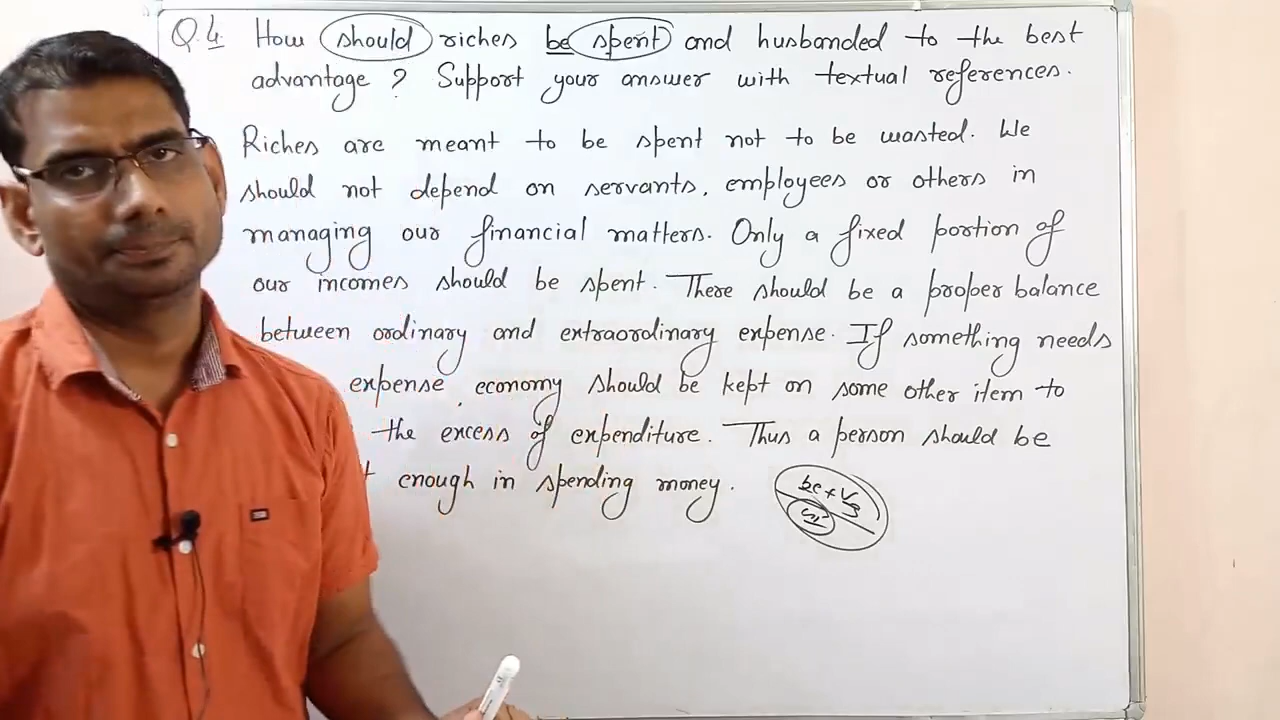 Q.4. How should riches be spent and husbanded to the best
advantage ? Support your answer with textual references.
Riches are meant to be spent not to be wasted. We
should not depend on servants, employees or others in
managing our financial matters. Only a fixed portion of
our incomes should be spent. There should be a proper balance
between ordinary and extraordinary expense. If something needs
expense, economy should be kept on some other item to
the excess of expenditure. Thus a person should be
enough in spending money.
be + V3